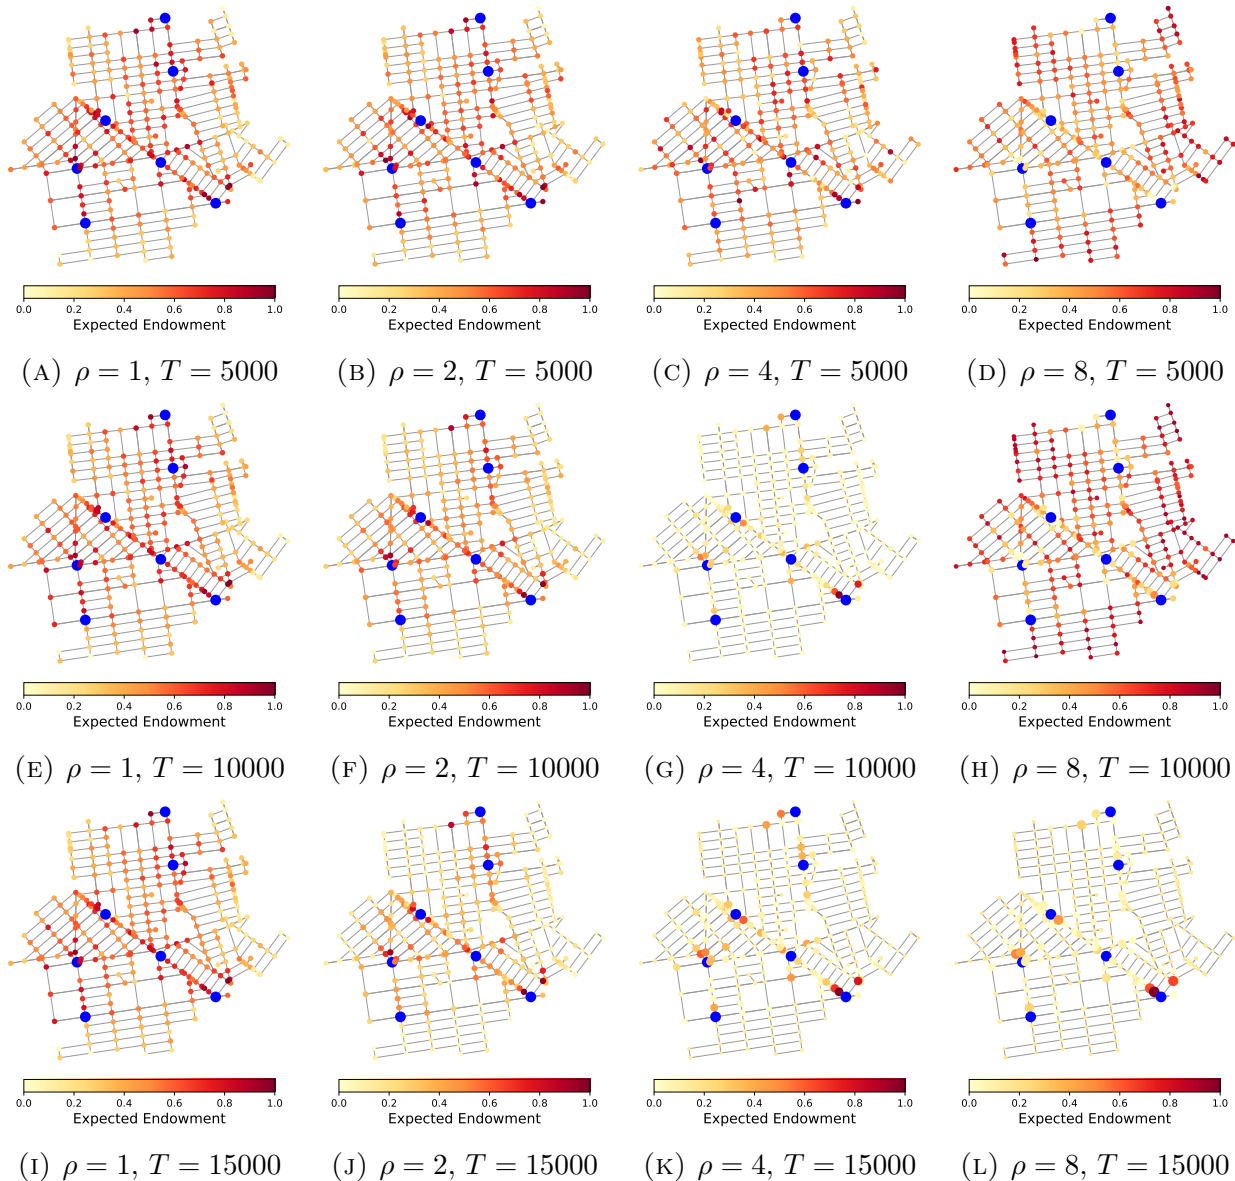 0.0 0.2 0.4 0.6 0.8 1.0 0.0 0.2 0.4 0.6 0.8 1.0 0.0 0.2 0.4 0.6 0.8 1.0 0.0 0.2 0.4 0.6 0.8 1.0
Expected Endowment Expected Endowment Expected Endowment Expected Endowment
(A) ρ = 1, T = 5000 (B) ρ = 2, T = 5000 (C) ρ = 4, T = 5000 (D) ρ = 8, T = 5000
0.0 0.2 0.4 0.6 0.8 1.0 0.0 0.2 0.4 0.6 0.8 1.0 0.0 0.2 0.4 0.6 0.8 1.0 0.0 0.2 0.4 0.6 0.8 1.0
Expected Endowment Expected Endowment Expected Endowment Expected Endowment
(E) ρ = 1, T = 10000 (F) ρ = 2, T = 10000 (G) ρ = 4, T = 10000 (H) ρ = 8, T = 10000
0.0 0.2 0.4 0.6 0.8 1.0 0.0 0.2 0.4 0.6 0.8 1.0 0.0 0.2 0.4 0.6 0.8 1.0 0.0 0.2 0.4 0.6 0.8 1.0
Expected Endowment Expected Endowment Expected Endowment Expected Endowment
(I) ρ = 1, T = 15000 (J) ρ = 2, T = 15000 (K) ρ = 4, T = 15000 (L) ρ = 8, T = 15000